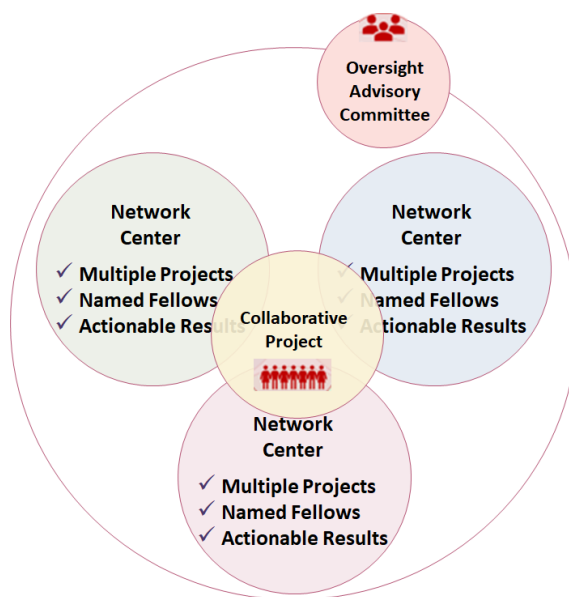 Oversight
Advisory
Committee
Network
Center
✓ Multiple Projects
✓ Named Fellows
✓ Actionable Results
Network
Center
✓ Multiple Projects
✓ Named Fellows
✓ Actionable Results
Collaborative
Project
Network
Center
✓ Multiple Projects
✓ Named Fellows
✓ Actionable Results